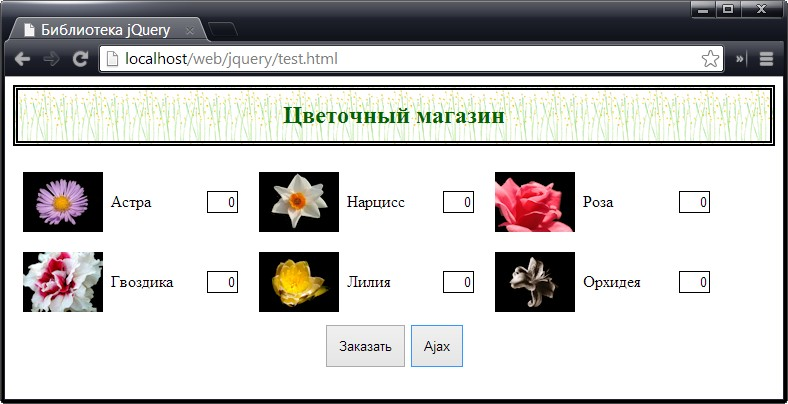 Библиотека jQuery
localhost/web/jquery/test.html
Цветочный магазин
Астра 0 Нарцисс 0 Роза 0
Гвоздика 0 Лилия 0 Орхидея 0
Заказать Ajax